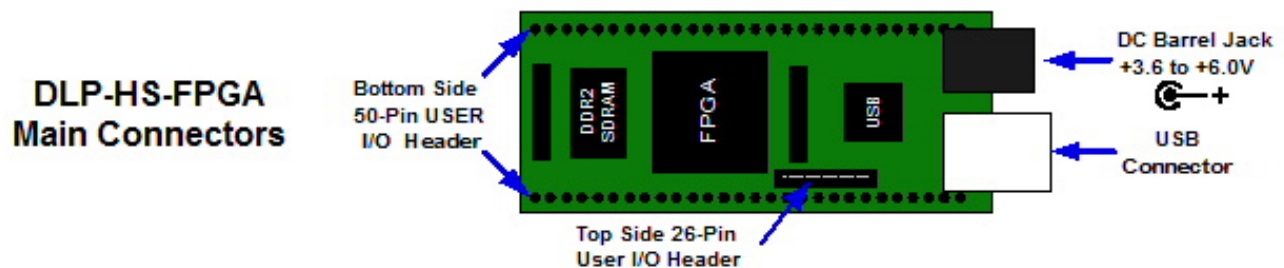 DLP-HS-FPGA
Main Connectors
Bottom Side
50-Pin USER
I/O Header
DDR2
SDRAM
FPGA
USB
DC Barrel Jack
+3.6 to +6.0V
+
USB
Connector
Top Side 26-Pin
User I/O Header